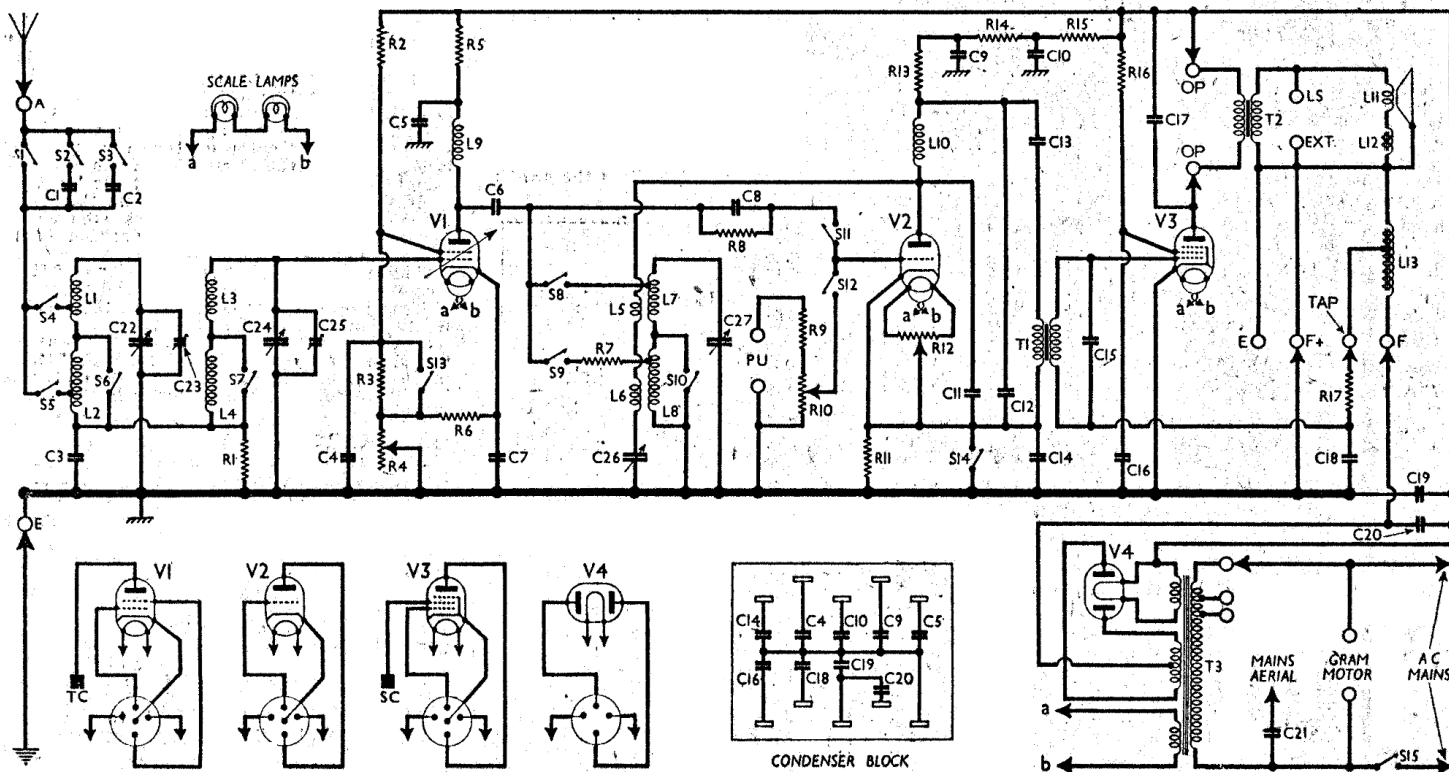 R2
R5
R14
R15
C9
C10
R13
R16
OP
LS
L11
T2
C17
EXT.
L12
SCALE LAMPS
A
S1
S2
S3
C1
C2
a
b
C5
L9
L10
C13
OP
C6
C8
R8
V1
V2
V3
S11
S12
L13
S4
L1
C22
C23
L3
C24
C25
a b
S8
L5
L7
C27
PU
R9
a b
R12
T1
C15
a b
TAP
E
F+
F
S5
S6
L2
S7
L4
R3
S13
S9
R7
L6
S10
L8
R10
C11
C12
R17
C3
R1
C4
R4
R6
C7
C26
R11
S14
C14
C16
C18
C19
C20
E
V1
V2
V3
V4
TC
SC
C14
C4
C10
C9
C5
C16
C18
C19
C20
CONDENSER BLOCK
V4
T3
MAINS AERIAL
GRAM MOTOR
AC MAINS
a
b
C21
S15